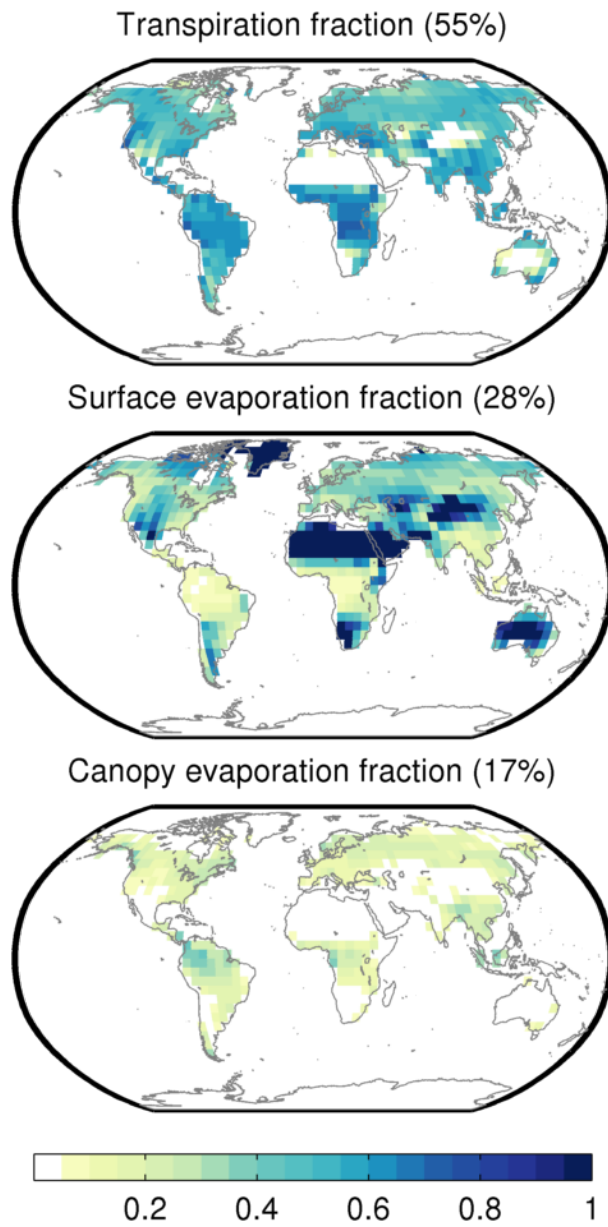 Transpiration fraction (55%)
Surface evaporation fraction (28%)
Canopy evaporation fraction (17%)
0.2 0.4 0.6 0.8 1